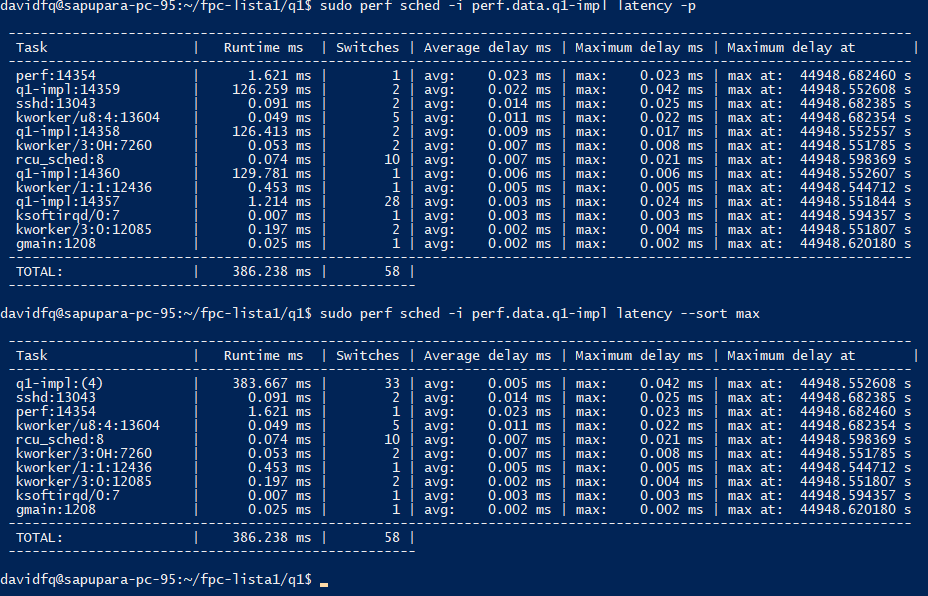 davidfq@sapupara-pc-95:~/fpc-lista1/q1$ sudo perf sched -i perf.data.q1-impl latency -p
-----------------------------------------------------------------------------------------------------------------
Task | Runtime ms | Switches | Average delay ms | Maximum delay ms | Maximum delay at |
-----------------------------------------------------------------------------------------------------------------
perf:14354 | 1.621 ms | 1 | avg: 0.023 ms | max: 0.023 ms | max at: 44948.682460 s
q1-impl:14359 | 126.259 ms | 2 | avg: 0.022 ms | max: 0.042 ms | max at: 44948.552608 s
sshd:13043 | 0.091 ms | 2 | avg: 0.014 ms | max: 0.025 ms | max at: 44948.682385 s
kworker/u8:4:13604 | 0.049 ms | 5 | avg: 0.011 ms | max: 0.022 ms | max at: 44948.682354 s
q1-impl:14358 | 126.413 ms | 2 | avg: 0.009 ms | max: 0.017 ms | max at: 44948.552557 s
kworker/3:0H:7260 | 0.053 ms | 2 | avg: 0.007 ms | max: 0.008 ms | max at: 44948.551785 s
rcu_sched:8 | 0.074 ms | 10 | avg: 0.007 ms | max: 0.021 ms | max at: 44948.598369 s
q1-impl:14360 | 129.781 ms | 1 | avg: 0.006 ms | max: 0.006 ms | max at: 44948.552607 s
kworker/1:1:12436 | 0.453 ms | 1 | avg: 0.005 ms | max: 0.005 ms | max at: 44948.544712 s
q1-impl:14357 | 1.214 ms | 28 | avg: 0.003 ms | max: 0.024 ms | max at: 44948.551844 s
ksoftirqd/0:7 | 0.007 ms | 1 | avg: 0.003 ms | max: 0.003 ms | max at: 44948.594357 s
kworker/3:0:12085 | 0.197 ms | 2 | avg: 0.002 ms | max: 0.004 ms | max at: 44948.551807 s
gmain:1208 | 0.025 ms | 1 | avg: 0.002 ms | max: 0.002 ms | max at: 44948.620180 s
-----------------------------------------------------------------------------------------------------------------
TOTAL: | 386.238 ms | 58 |
---------------------------------------------------
davidfq@sapupara-pc-95:~/fpc-lista1/q1$ sudo perf sched -i perf.data.q1-impl latency --sort max
-----------------------------------------------------------------------------------------------------------------
Task | Runtime ms | Switches | Average delay ms | Maximum delay ms | Maximum delay at |
-----------------------------------------------------------------------------------------------------------------
q1-impl:(4) | 383.667 ms | 33 | avg: 0.005 ms | max: 0.042 ms | max at: 44948.552608 s
sshd:13043 | 0.091 ms | 2 | avg: 0.014 ms | max: 0.025 ms | max at: 44948.682385 s
perf:14354 | 1.621 ms | 1 | avg: 0.023 ms | max: 0.023 ms | max at: 44948.682460 s
kworker/u8:4:13604 | 0.049 ms | 5 | avg: 0.011 ms | max: 0.022 ms | max at: 44948.682354 s
rcu_sched:8 | 0.074 ms | 10 | avg: 0.007 ms | max: 0.021 ms | max at: 44948.598369 s
kworker/3:0H:7260 | 0.053 ms | 2 | avg: 0.007 ms | max: 0.008 ms | max at: 44948.551785 s
kworker/1:1:12436 | 0.453 ms | 1 | avg: 0.005 ms | max: 0.005 ms | max at: 44948.544712 s
kworker/3:0:12085 | 0.197 ms | 2 | avg: 0.002 ms | max: 0.004 ms | max at: 44948.551807 s
ksoftirqd/0:7 | 0.007 ms | 1 | avg: 0.003 ms | max: 0.003 ms | max at: 44948.594357 s
gmain:1208 | 0.025 ms | 1 | avg: 0.002 ms | max: 0.002 ms | max at: 44948.620180 s
-----------------------------------------------------------------------------------------------------------------
TOTAL: | 386.238 ms | 58 |
---------------------------------------------------
davidfq@sapupara-pc-95:~/fpc-lista1/q1$ _